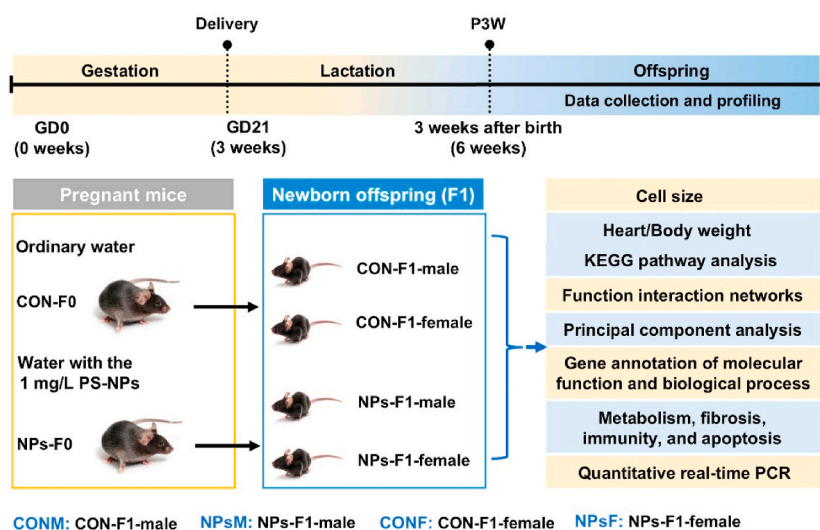 Delivery
P3W
Gestation
Lactation
Offspring
Data collection and profiling
GD0
(0 weeks)
GD21
(3 weeks)
3 weeks after birth
(6 weeks)
Pregnant mice
Newborn offspring (F1)
Ordinary water
CON-F0
Water with the
1 mg/L PS-NPs
NPs-F0
CON-F1-male
CON-F1-female
NPs-F1-male
NPs-F1-female
Cell size
Heart/Body weight
KEGG pathway analysis
Function interaction networks
Principal component analysis
Gene annotation of molecular
function and biological process
Metabolism, fibrosis,
immunity, and apoptosis
Quantitative real-time PCR
CONM: CON-F1-male NPsM: NPs-F1-male CONF: CON-F1-female NPsF: NPs-F1-female